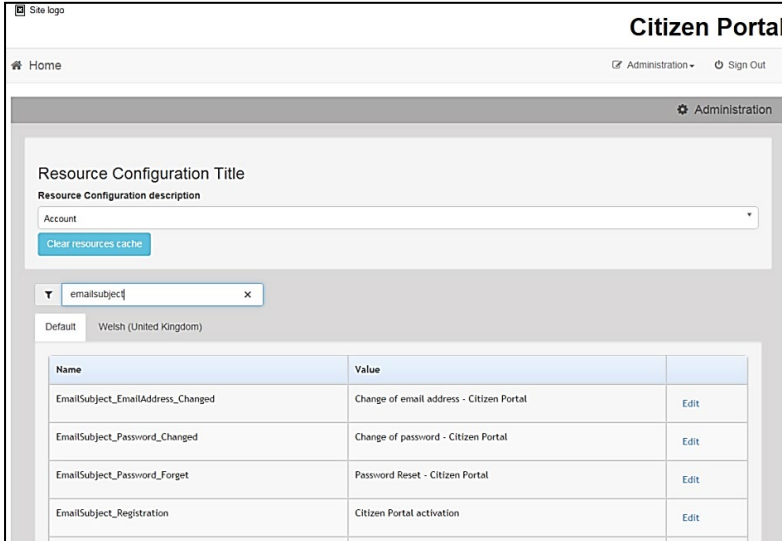 Site logo
Citizen Portal
Home
Administration
Sign Out
Administration
Resource Configuration Title
Resource Configuration description
Account
Clear resources cache
emailsubject
Default Welsh (United Kingdom)
Name Value
EmailSubject_EmailAddress_Changed Change of email address - Citizen Portal Edit
EmailSubject_Password_Changed Change of password - Citizen Portal Edit
EmailSubject_Password_Forget Password Reset - Citizen Portal Edit
EmailSubject_Registration Citizen Portal activation Edit